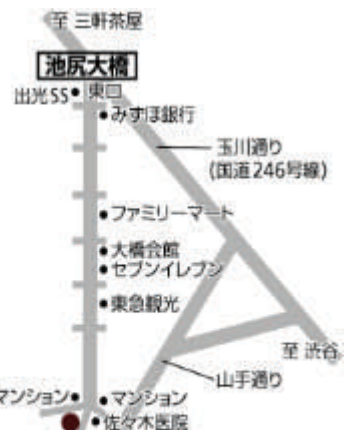 至 三軒茶屋
池尻大橋
出光SS
東口
みずほ銀行
玉川通り
(国道246号線)
ファミリーマート
大橋会館
セブンイレブン
東急観光
至 渋谷
山手通り
マンション
マンション
佐々木医院